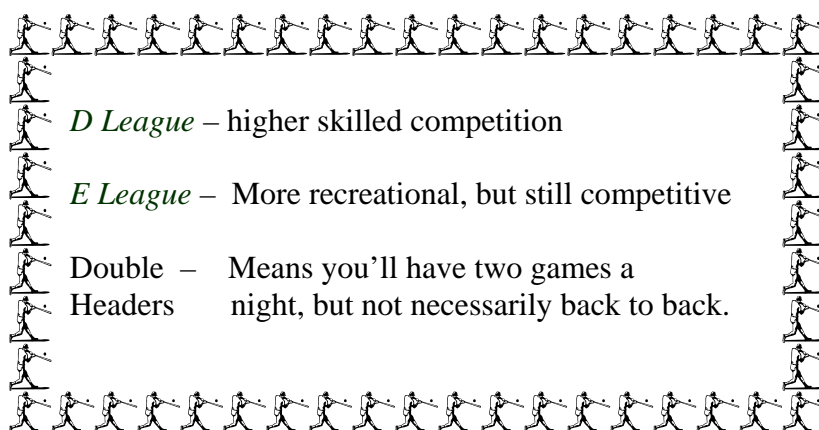 D League – higher skilled competition
E League – More recreational, but still competitive
Double – Means you’ll have two games a
Headers night, but not necessarily back to back.